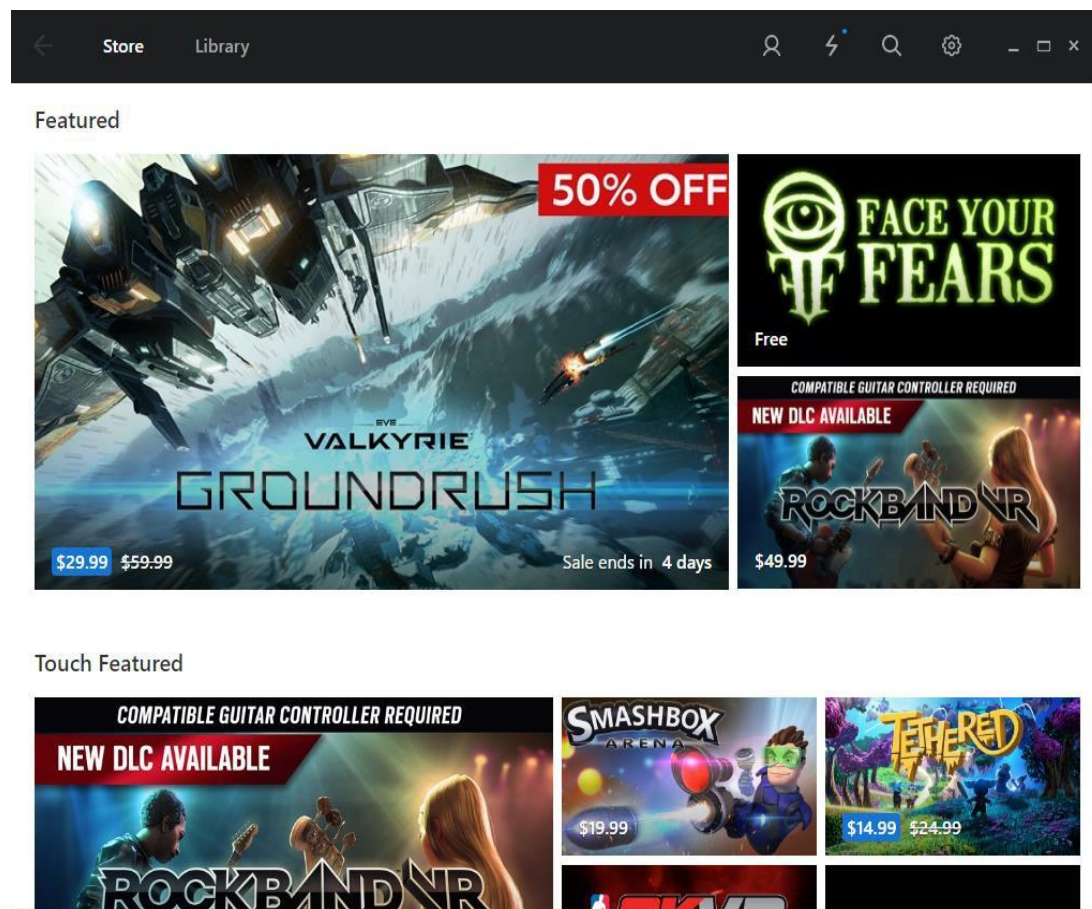 Store Library
Featured
50% OFF
EVE
VALKYRIE
GROUNDRUSH
$29.99 $59.99
Sale ends in 4 days
FACE YOUR
FEARS
Free
COMPATIBLE GUITAR CONTROLLER REQUIRED
NEW DLC AVAILABLE
ROCKBAND VR
$49.99
Touch Featured
COMPATIBLE GUITAR CONTROLLER REQUIRED
NEW DLC AVAILABLE
ROCKBAND VR
SMASHBOX
ARENA
$19.99
TETHERED
$14.99 $24.99
2KVR